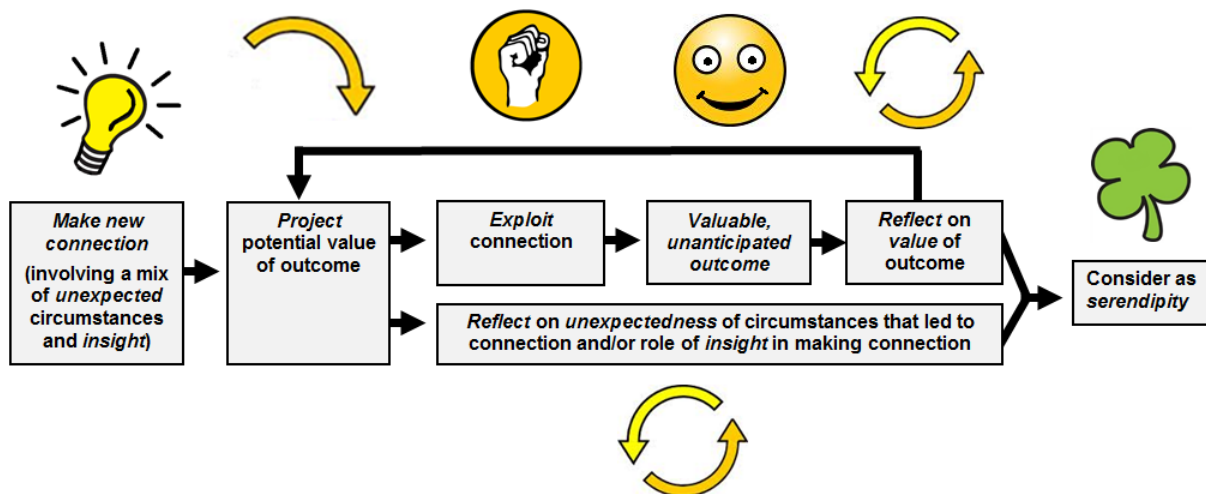 Make new
connection
(involving a mix
of unexpected
circumstances
and insight)
Project
potential value
of outcome
Exploit
connection
Valuable,
unanticipated
outcome
Reflect on
value of
outcome
Reflect on unexpectedness of circumstances that led to
connection and/or role of insight in making connection
Consider as
serendipity